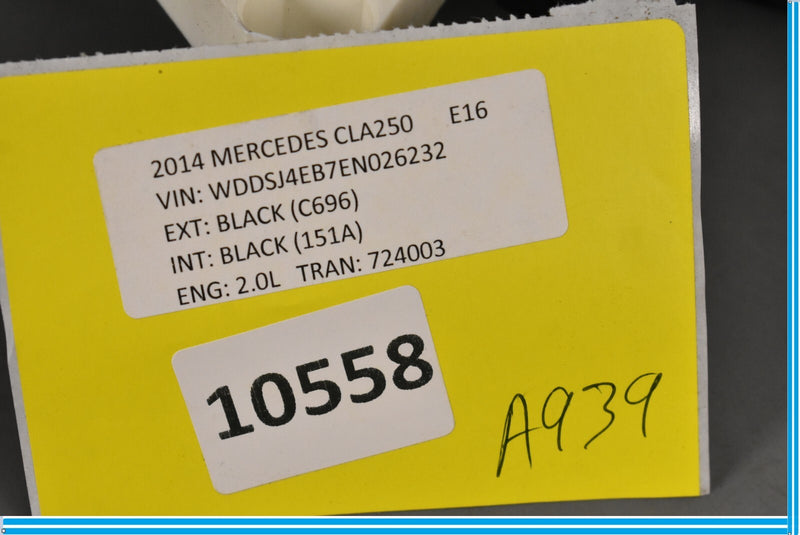 2014 MERCEDES CLA250 E16
VIN: WDDSJ4EB7EN026232
EXT: BLACK (C696)
INT: BLACK (151A)
ENG: 2.0L TRAN: 724003
10558
A939